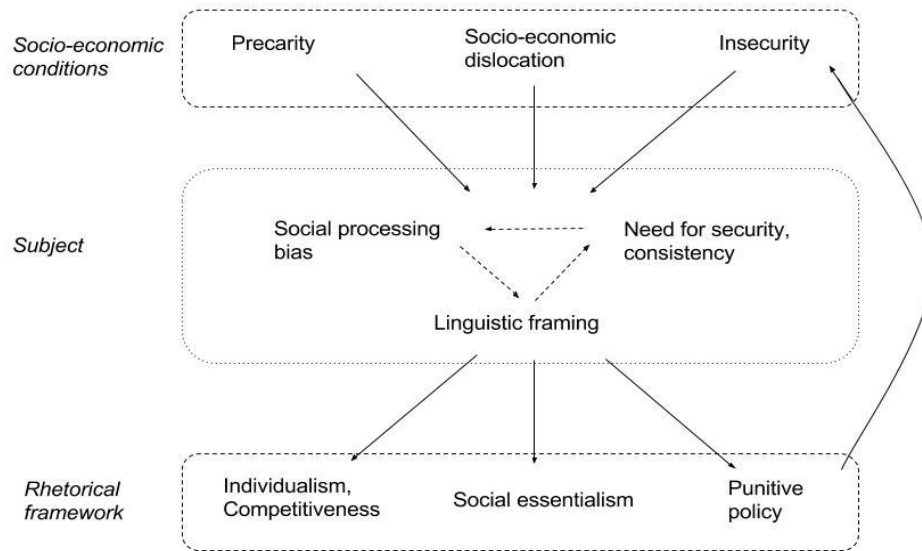 Socio-economic
conditions
Precarity
Socio-economic
dislocation
Insecurity
Subject
Social processing
bias
Need for security,
consistency
Linguistic framing
Rhetorical
framework
Individualism,
Competitiveness
Social essentialism
Punitive
policy